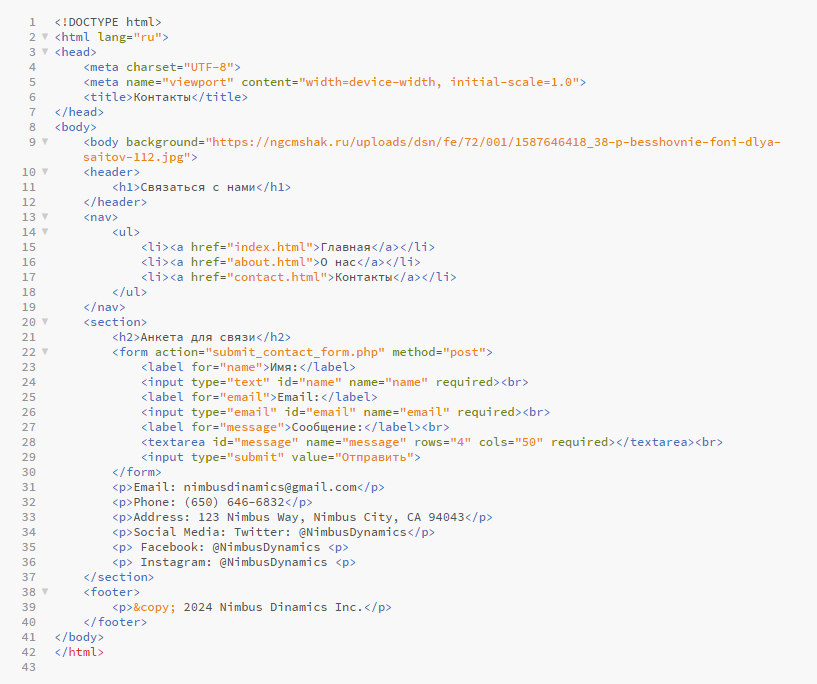 1 <!DOCTYPE html>
2 <html lang="ru">
3 <head>
4     <meta charset="UTF-8">
5     <meta name="viewport" content="width=device-width, initial-scale=1.0">
6     <title>Контакты</title>
7 </head>
8 <body>
9     <body background="https://ngcmshak.ru/uploads/dsn/fe/72/001/1587646418_38-p-besshovnie-foni-dlya-
    saitov-112.jpg">
10     <header>
11         <h1>Связаться с нами</h1>
12     </header>
13     <nav>
14         <ul>
15             <li><a href="index.html">Главная</a></li>
16             <li><a href="about.html">О нас</a></li>
17             <li><a href="contact.html">Контакты</a></li>
18         </ul>
19     </nav>
20     <section>
21         <h2>Анкета для связи</h2>
22         <form action="submit_contact_form.php" method="post">
23             <label for="name">Имя:</label>
24             <input type="text" id="name" name="name" required><br>
25             <label for="email">Email:</label>
26             <input type="email" id="email" name="email" required><br>
27             <label for="message">Сообщение:</label><br>
28             <textarea id="message" name="message" rows="4" cols="50" required></textarea><br>
29             <input type="submit" value="Отправить">
30         </form>
31         <p>Email: nimbusdinamics@gmail.com</p>
32         <p>Phone: (650) 646-6832</p>
33         <p>Address: 123 Nimbus Way, Nimbus City, CA 94043</p>
34         <p>Social Media: Twitter: @NimbusDynamics</p>
35         <p> Facebook: @NimbusDynamics <p>
36         <p> Instagram: @NimbusDynamics <p>
37     </section>
38     <footer>
39         <p>&copy; 2024 Nimbus Dinamics Inc.</p>
40     </footer>
41 </body>
42 </html>
43